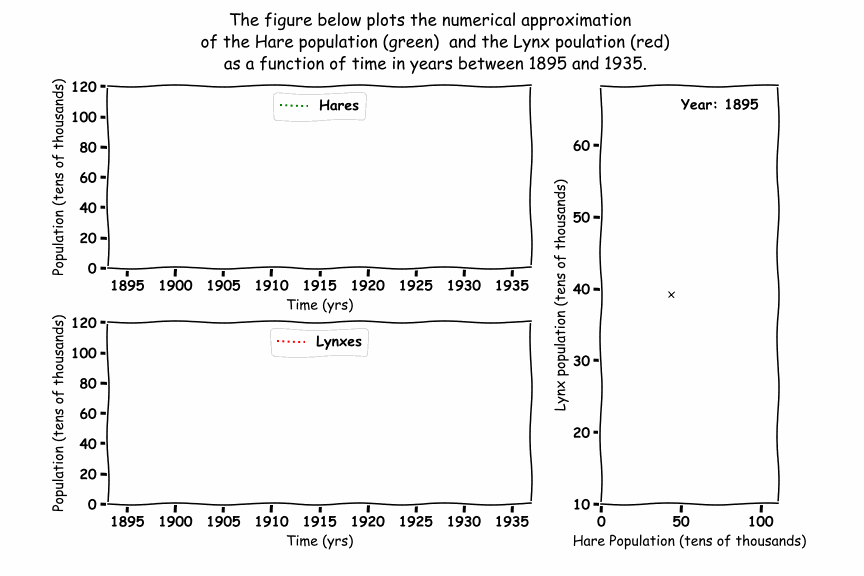 The figure below plots the numerical approximation
of the Hare population (green)  and the Lynx poulation (red)
as a function of time in years between 1895 and 1935.
Population (tens of thousands)
120
100
80
60
40
20
0
Hares
1895 1900 1905 1910 1915 1920 1925 1930 1935
Time (yrs)
Population (tens of thousands)
120
100
80
60
40
20
0
Lynxes
1895 1900 1905 1910 1915 1920 1925 1930 1935
Time (yrs)
Year: 1895
Lynx population (tens of thousands)
60
50
40
30
20
10
0 50 100
Hare Population (tens of thousands)